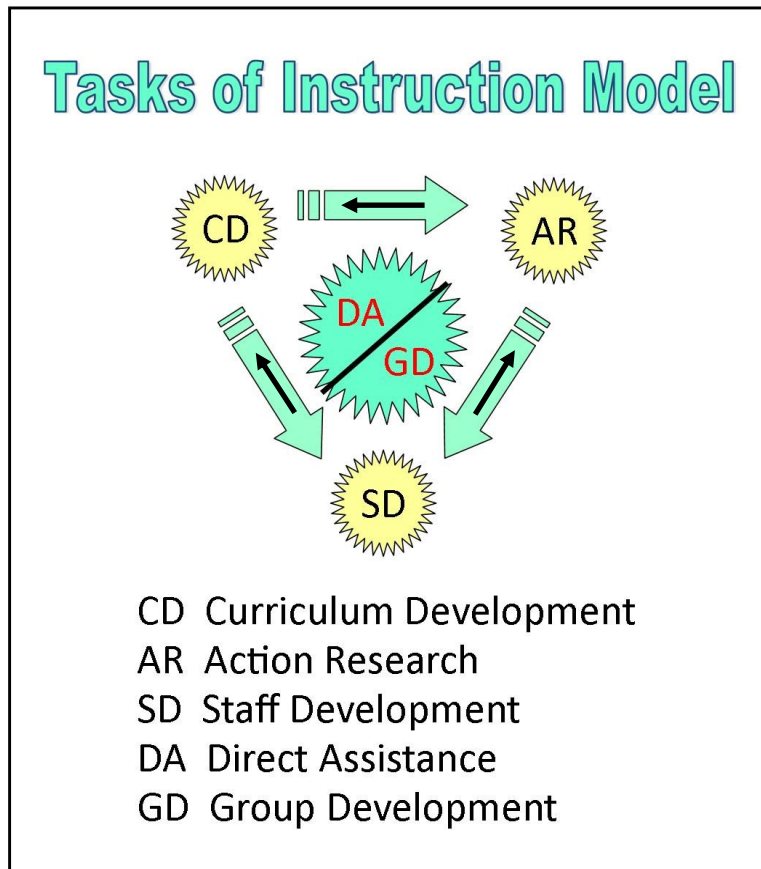 Tasks of Instruction Model
CD
AR
DA
GD
SD
CD Curriculum Development
AR Action Research
SD Staff Development
DA Direct Assistance
GD Group Development